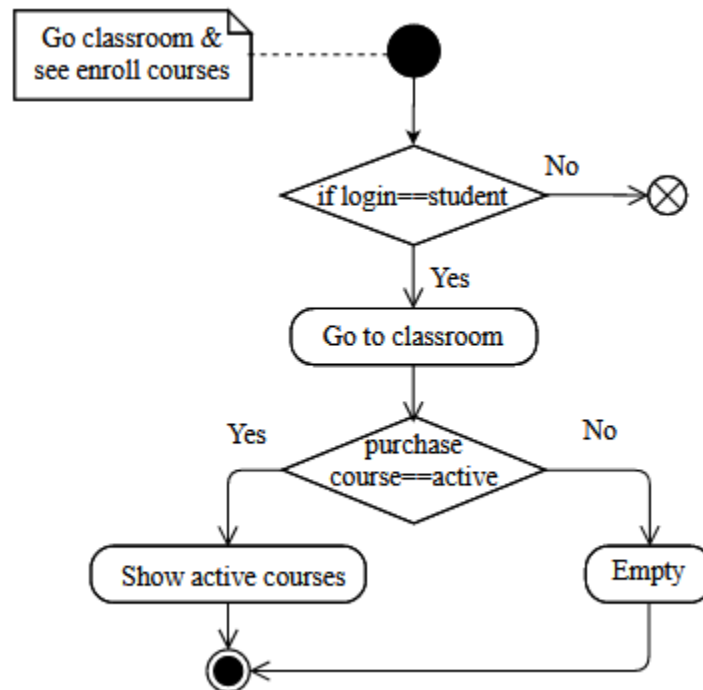 Go classroom &
see enroll courses
if login==student
No
Yes
Go to classroom
purchase
course==active
Yes
No
Show active courses
Empty